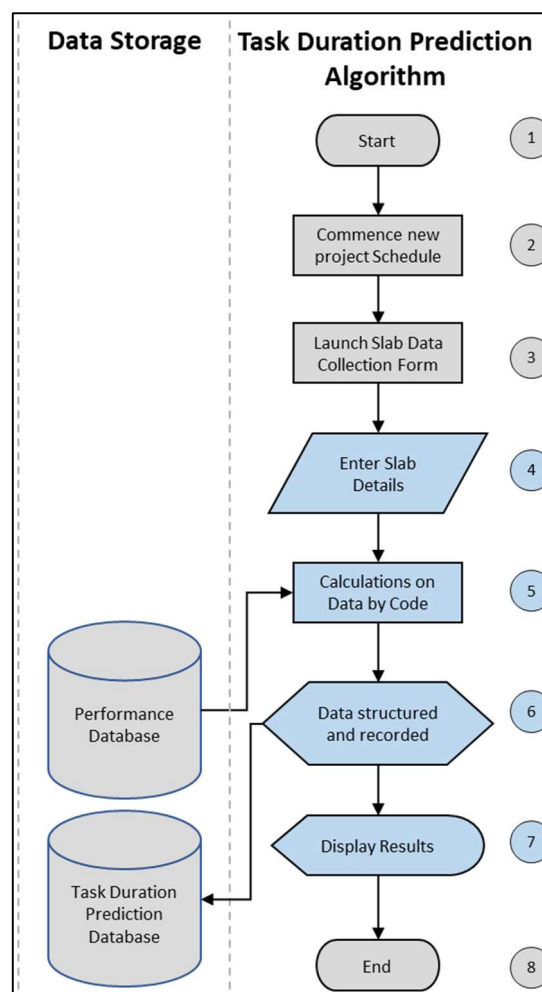 Data Storage
Task Duration Prediction
Algorithm
Start
1
Commence new
project Schedule
2
Launch Slab Data
Collection Form
3
Enter Slab
Details
4
Calculations on
Data by Code
5
Performance
Database
Data structured
and recorded
6
Display Results
7
Task Duration
Prediction
Database
End
8